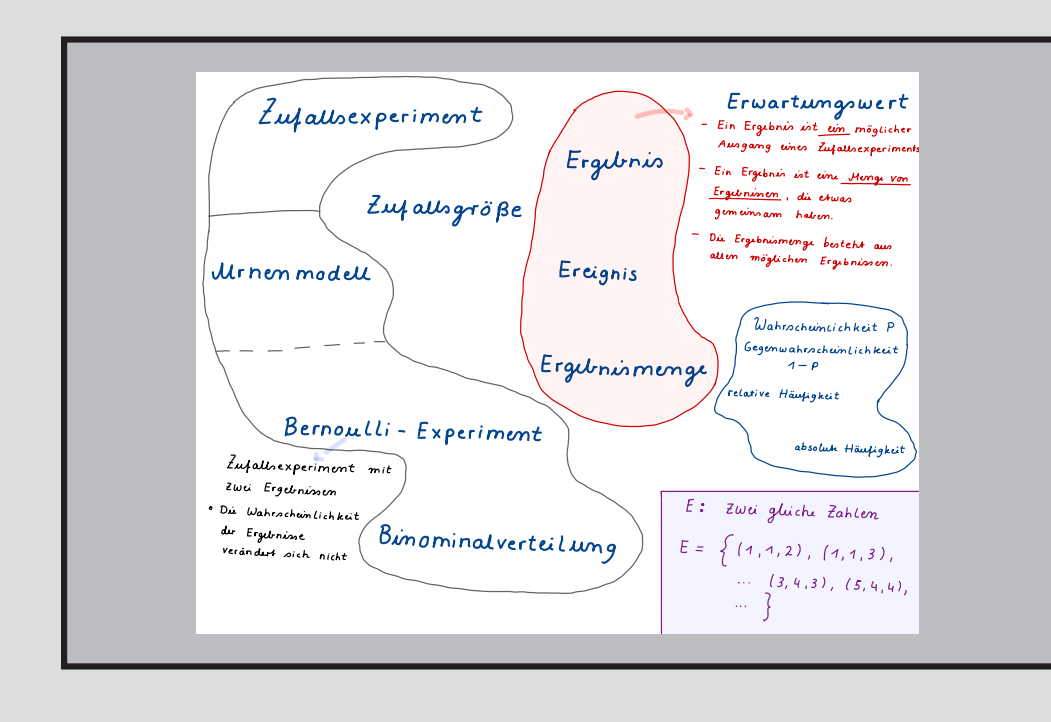 Zufallsexperiment
Zufallsgröße
Urnenmodell
Bernoulli - Experiment
Zufallsexperiment mit
zwei Ergebnissen
• Die Wahrscheinlichkeit
der Ergebnisse
verändert sich nicht
Binominalverteilung
Ergebnis
Ereignis
Ergebnismenge
Erwartungswert
- Ein Ergebnis ist ein möglicher
Ausgang eines Zufallsexperiments
- Ein Ergebnis ist eine Menge von
Ergebnissen, die etwas
gemeinsam haben.
- Die Ergebnismenge besteht aus
allen möglichen Ergebnissen.
Wahrscheinlichkeit P
Gegenwahrscheinlichkeit
1-P
relative Häufigkeit
absolute Häufigkeit
E: zwei gleiche Zahlen
E = { (1,1,2), (1,1,3),
... (3,4,3), (5,4,4),
... }